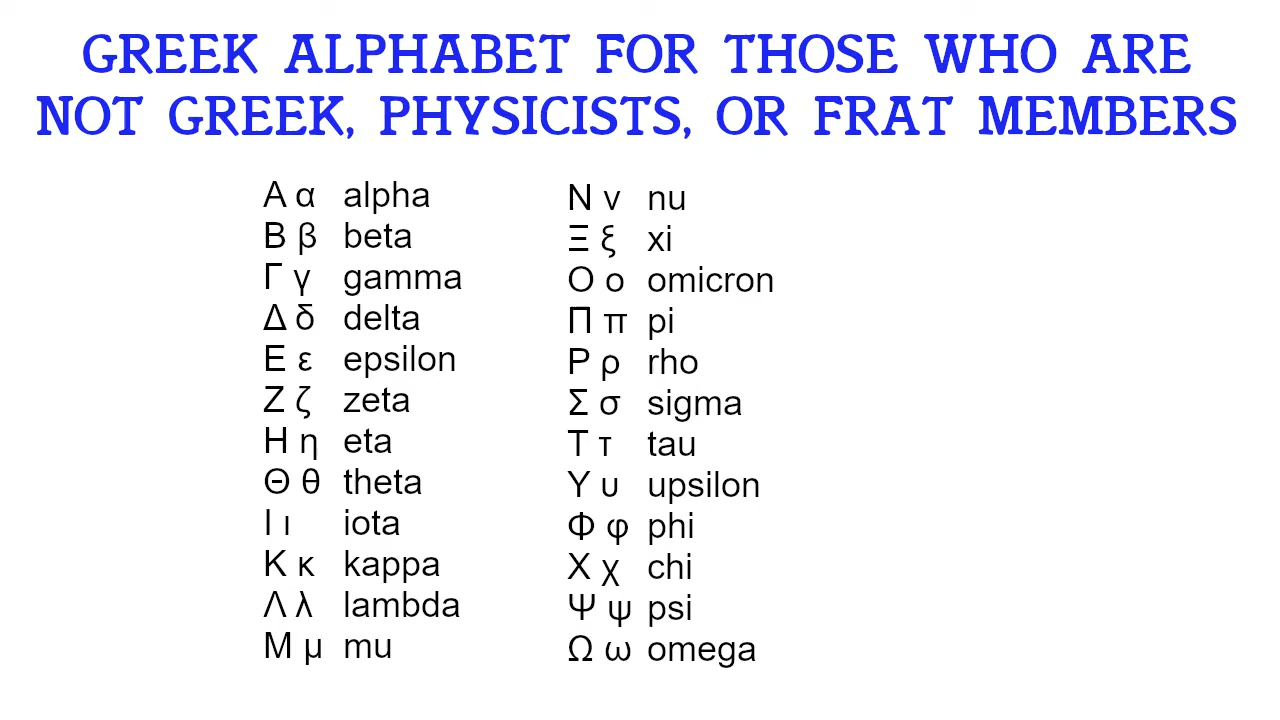 GREEK ALPHABET FOR THOSE WHO ARE
NOT GREEK, PHYSICISTS, OR FRAT MEMBERS
Α α alpha
Β β beta
Γ γ gamma
Δ δ delta
Ε ε epsilon
Ζ ζ zeta
Η η eta
Θ θ theta
Ι ι iota
Κ κ kappa
Λ λ lambda
Μ μ mu
Ν ν nu
Ξ ξ xi
Ο ο omicron
Π π pi
Ρ ρ rho
Σ σ sigma
Τ τ tau
Υ υ upsilon
Φ φ phi
Χ χ chi
Ψ ψ psi
Ω ω omega